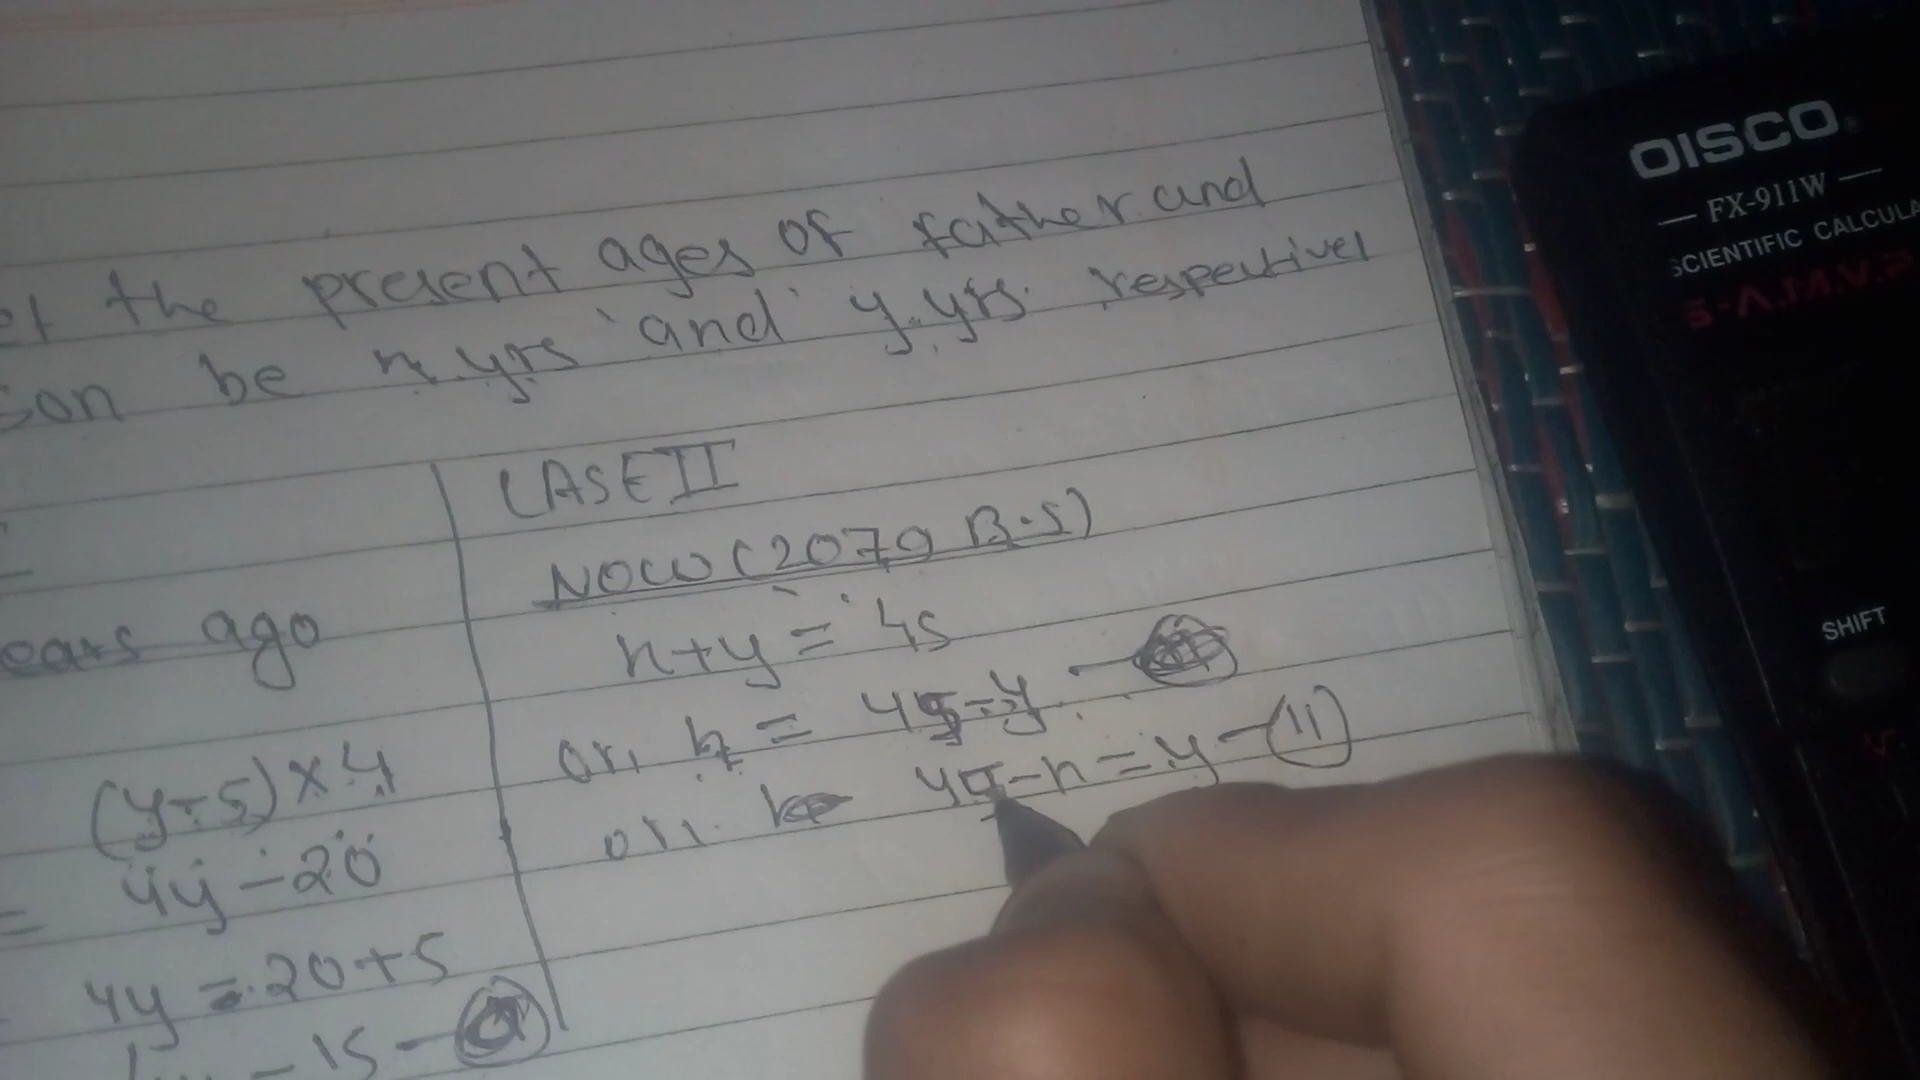 the present ages of father and
son be x yrs and y yrs. respectivel
CASE II
NOW (2079 B.S)
ears ago
x+y = 45
or, x = 45-y
or, 45-x = y - (ii)
(y-5) x 4
= 4y - 20
4y = -20+5
- 15 -
OISCO
FX-911W
SCIENTIFIC CALCULA
S-A.M.V.P
SHIFT